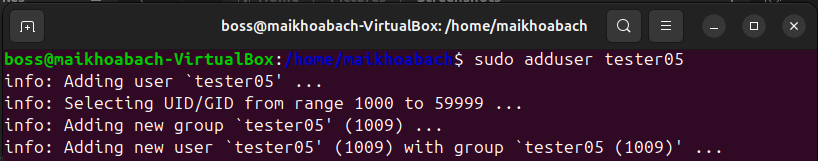 boss@maikhoabach-VirtualBox: /home/maikhoabach
boss@maikhoabach-VirtualBox:/home/maikhoabach$ sudo adduser tester05
info: Adding user `tester05' ...
info: Selecting UID/GID from range 1000 to 59999 ...
info: Adding new group `tester05' (1009) ...
info: Adding new user `tester05' (1009) with group `tester05 (1009)' ...